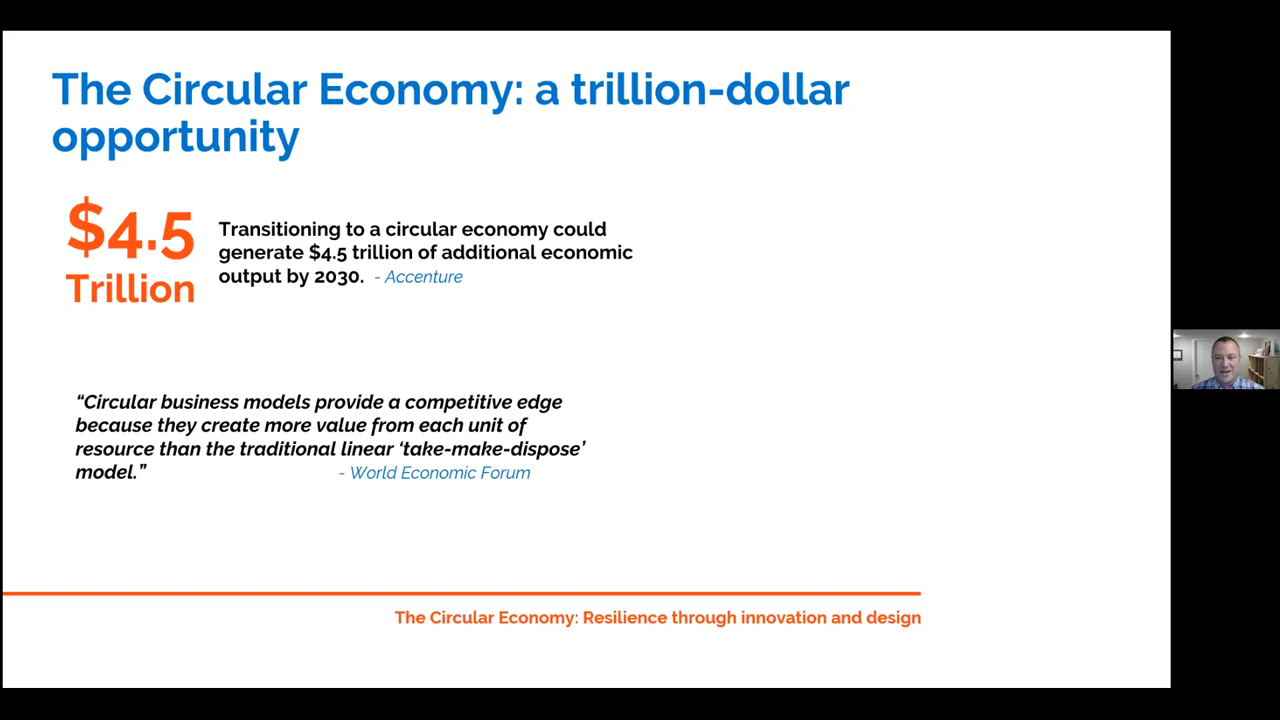 The Circular Economy: a trillion-dollar
opportunity
$4.5
Trillion
Transitioning to a circular economy could
generate $4.5 trillion of additional economic
output by 2030. - Accenture
“Circular business models provide a competitive edge
because they create more value from each unit of
resource than the traditional linear ‘take-make-dispose’
model.” - World Economic Forum
The Circular Economy: Resilience through innovation and design